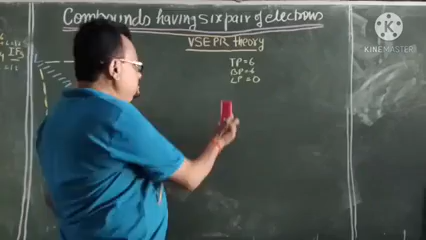 Compounds having six pair of electrons
VSEPR theory
TP=6
BP=6
LP=0
KINEMASTER